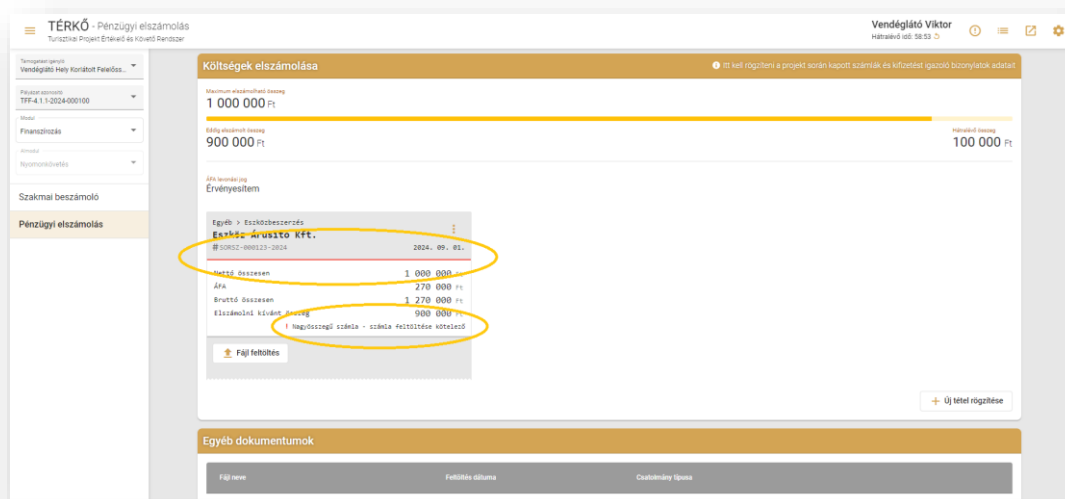 TÉRKŐ - Pénzügyi elszámolás
Turisztikai Projekt Értékelő és Követő Rendszer
Vendéglátó Viktor
Hátralévő idő: 58:53
Támogatást igénylő
Vendéglátó Hely Korlátolt Felelőss...
Pályázat azonosító
TFF-4.1.1-2024-000100
Modul
Finanszírozás
Almodul
Nyomonkövetés
Szakmai beszámoló
Pénzügyi elszámolás
Költségek elszámolása
Itt kell rögzíteni a projekt során kapott számlák és kifizetést igazoló bizonylatok adatait
Maximum elszámolható összeg
1 000 000 Ft
Eddig elszámolt összeg
900 000 Ft
Hátralévő összeg
100 000 Ft
ÁFA levonási jog
Érvényesítem
Egyéb > Eszközbeszerzés
Eszköz Árusító Kft.
#SORSZ-000123-2024 2024. 09. 01.
Nettó összesen 1 000 000 Ft
ÁFA 270 000 Ft
Bruttó összesen 1 270 000 Ft
Elszámolni kívánt összeg 900 000 Ft
! Nagyösszegű számla - számla feltöltése kötelező
Fájl feltöltés
+ Új tétel rögzítése
Egyéb dokumentumok
Fájl neve Feltöltés dátuma Csatolmány típusa